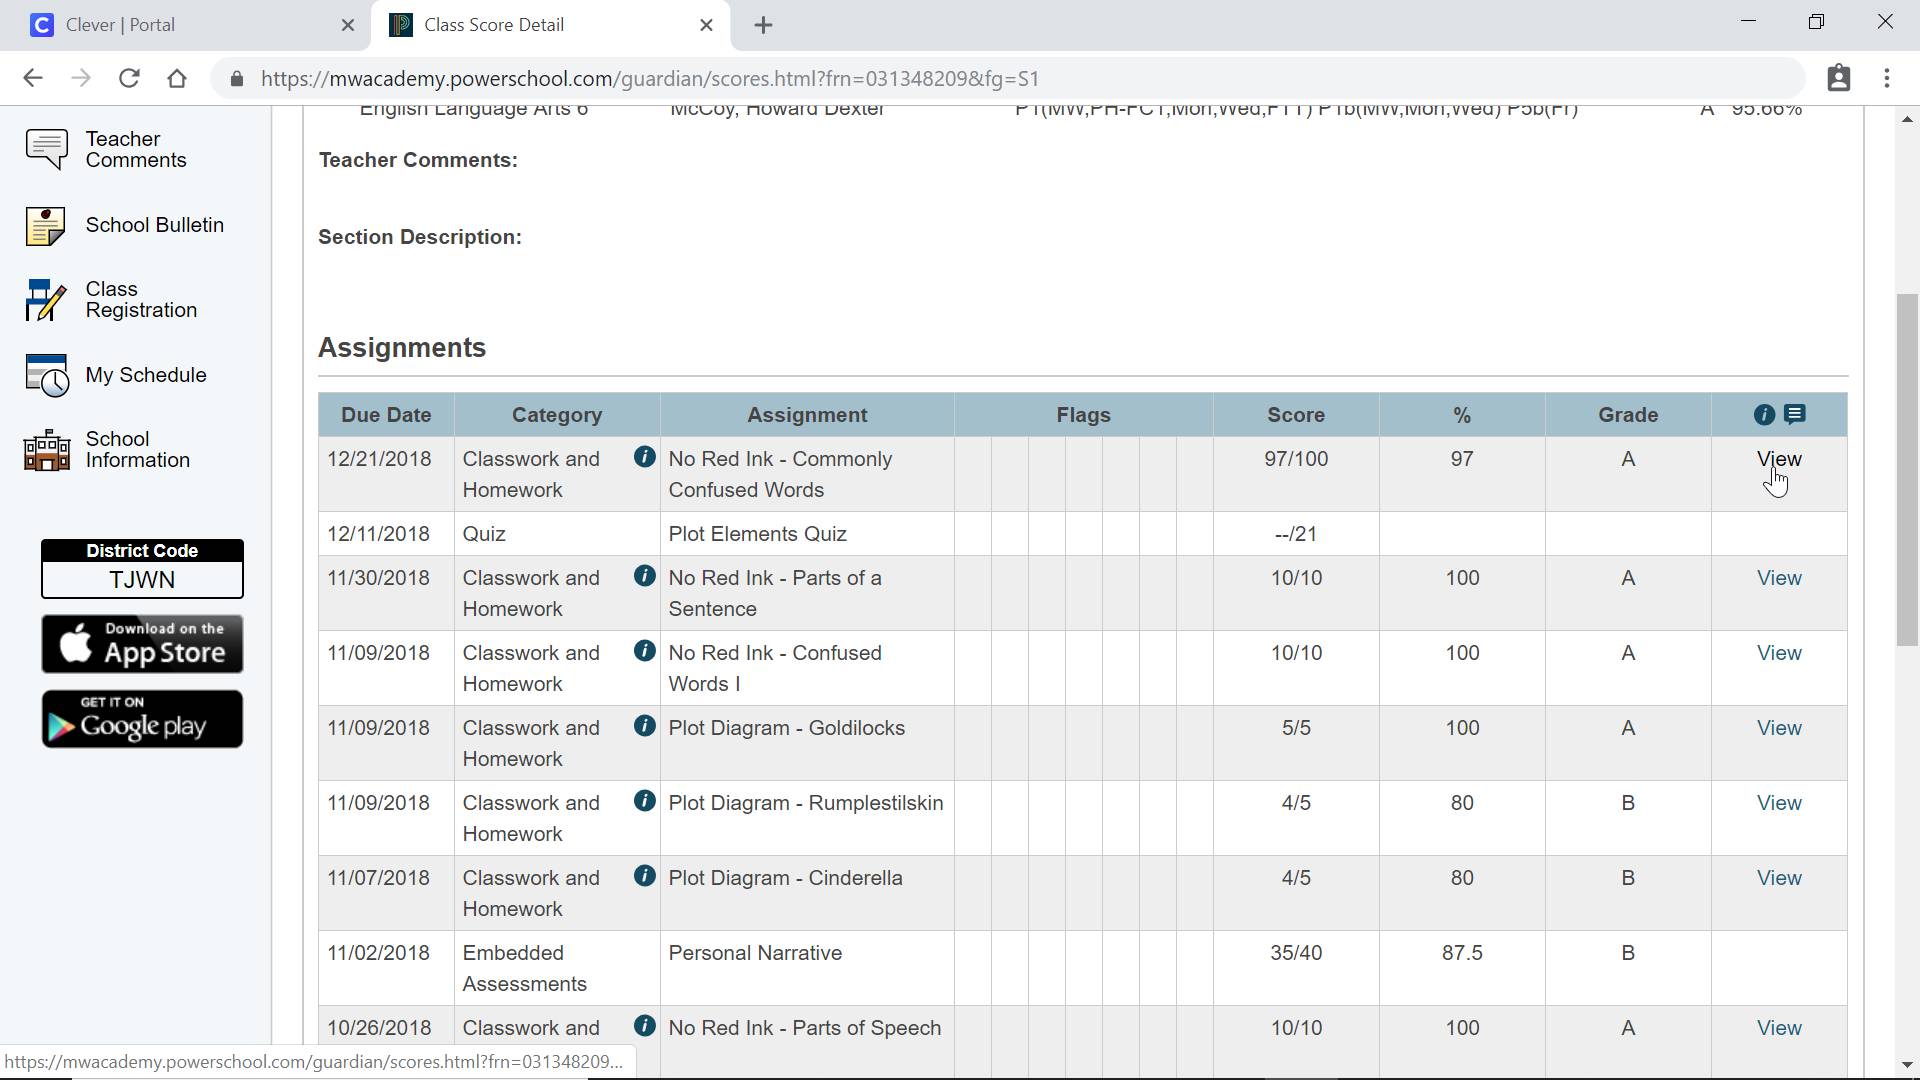 Clever | Portal
Class Score Detail
https://mwacademy.powerschool.com/guardian/scores.html?frn=031348209&fg=S1
English Language Arts 6 McCoy, Howard Dexter P1(MW,PH-FCT,Mon,Wed,FTT) P1b(MW,Mon,Wed) P5b(Fr) A 95.66%
Teacher
Comments
School Bulletin
Class
Registration
My Schedule
School
Information
District Code
TJWN
Download on the
App Store
GET IT ON
Google play
Teacher Comments:
Section Description:
Assignments
Due Date Category Assignment Flags Score % Grade
12/21/2018 Classwork and No Red Ink - Commonly 97/100 97 A View
Homework Confused Words
12/11/2018 Quiz Plot Elements Quiz --/21
11/30/2018 Classwork and No Red Ink - Parts of a 10/10 100 A View
Homework Sentence
11/09/2018 Classwork and No Red Ink - Confused 10/10 100 A View
Homework Words I
11/09/2018 Classwork and Plot Diagram - Goldilocks 5/5 100 A View
Homework
11/09/2018 Classwork and Plot Diagram - Rumplestilskin 4/5 80 B View
Homework
11/07/2018 Classwork and Plot Diagram - Cinderella 4/5 80 B View
Homework
11/02/2018 Embedded Personal Narrative 35/40 87.5 B
Assessments
10/26/2018 Classwork and No Red Ink - Parts of Speech 10/10 100 A View
https://mwacademy.powerschool.com/guardian/scores.html?frn=031348209...